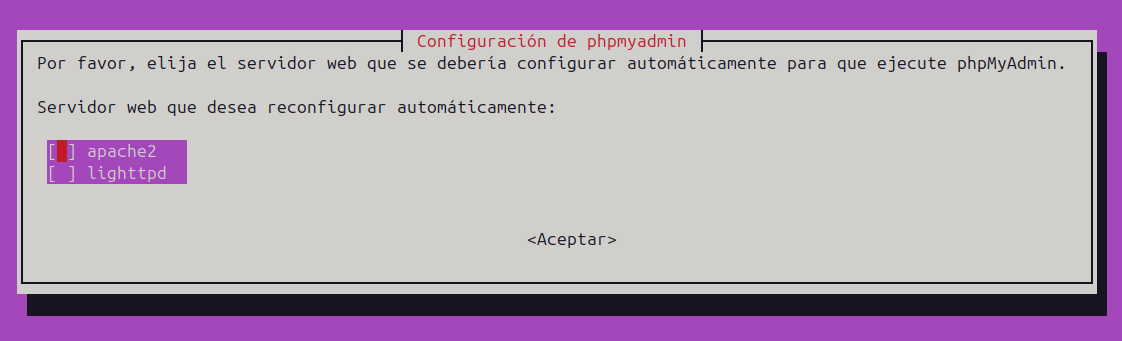 Configuración de phpmyadmin
Por favor, elija el servidor web que se debería configurar automáticamente para que ejecute phpMyAdmin.
Servidor web que desea reconfigurar automáticamente:
[ ] apache2
[ ] lighttpd
<Aceptar>